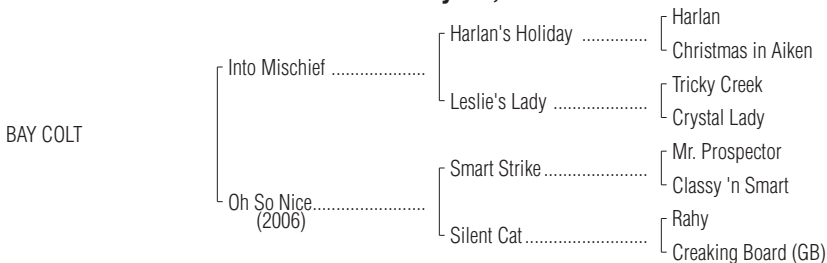 Harlan
Harlan's Holiday ..............
Christmas in Aiken
Into Mischief .....................
Tricky Creek
Leslie's Lady ....................
Crystal Lady
BAY COLT
Mr. Prospector
Smart Strike ......................
Classy 'n Smart
Oh So Nice.........................
(2006)
Rahy
Silent Cat ..........................
Creaking Board (GB)